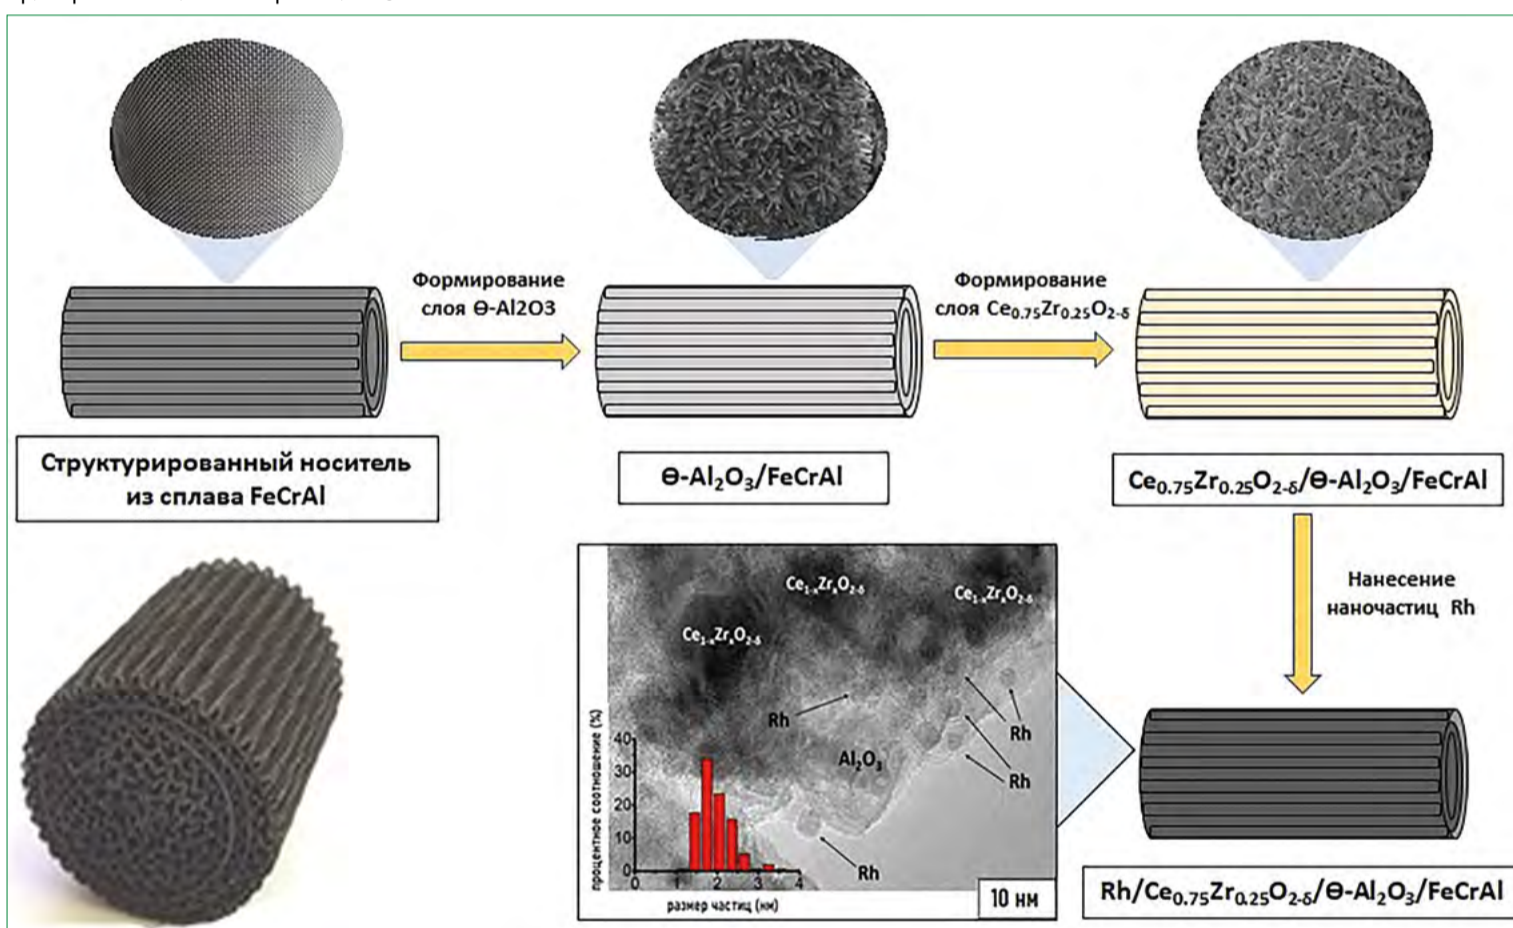 Формирование
слоя Ө-Al2O3
Формирование
слоя Ce₀.₇₅Zr₀.₂₅O₂₋δ
Структурированный носитель
из сплава FeCrAl
Ө-Al₂O₃/FeCrAl
Ce₀.₇₅Zr₀.₂₅O₂₋δ/Ө-Al₂O₃/FeCrAl
Нанесение
наночастиц Rh
Ce₁₋ₓZrₓO₂₋δ
Ce₁₋ₓZrₓO₂₋δ
Ce₁₋ₓZrₓO₂₋δ
Rh
Rh
Al₂O₃
Rh
Rh
процентное соотношение (%)
40
30
20
10
0
0 1 2 3 4
размер частиц (нм)
10 нм
Rh/Ce₀.₇₅Zr₀.₂₅O₂₋δ/Ө-Al₂O₃/FeCrAl